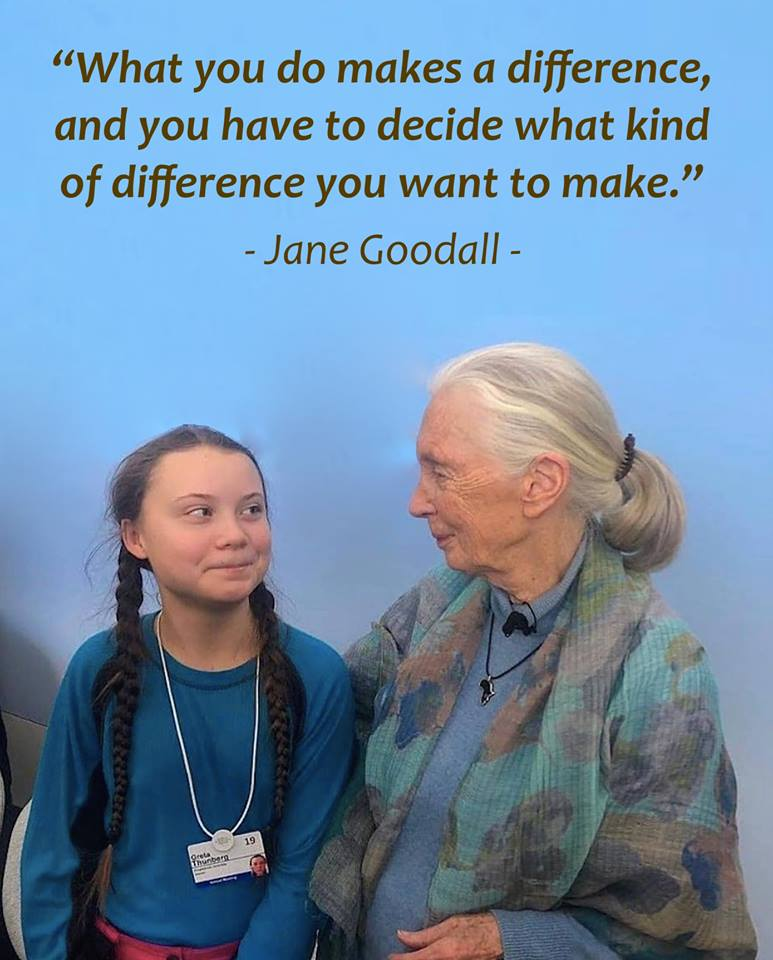 “What you do makes a difference,
and you have to decide what kind
of difference you want to make.”
- Jane Goodall -
19
Greta
Thunberg